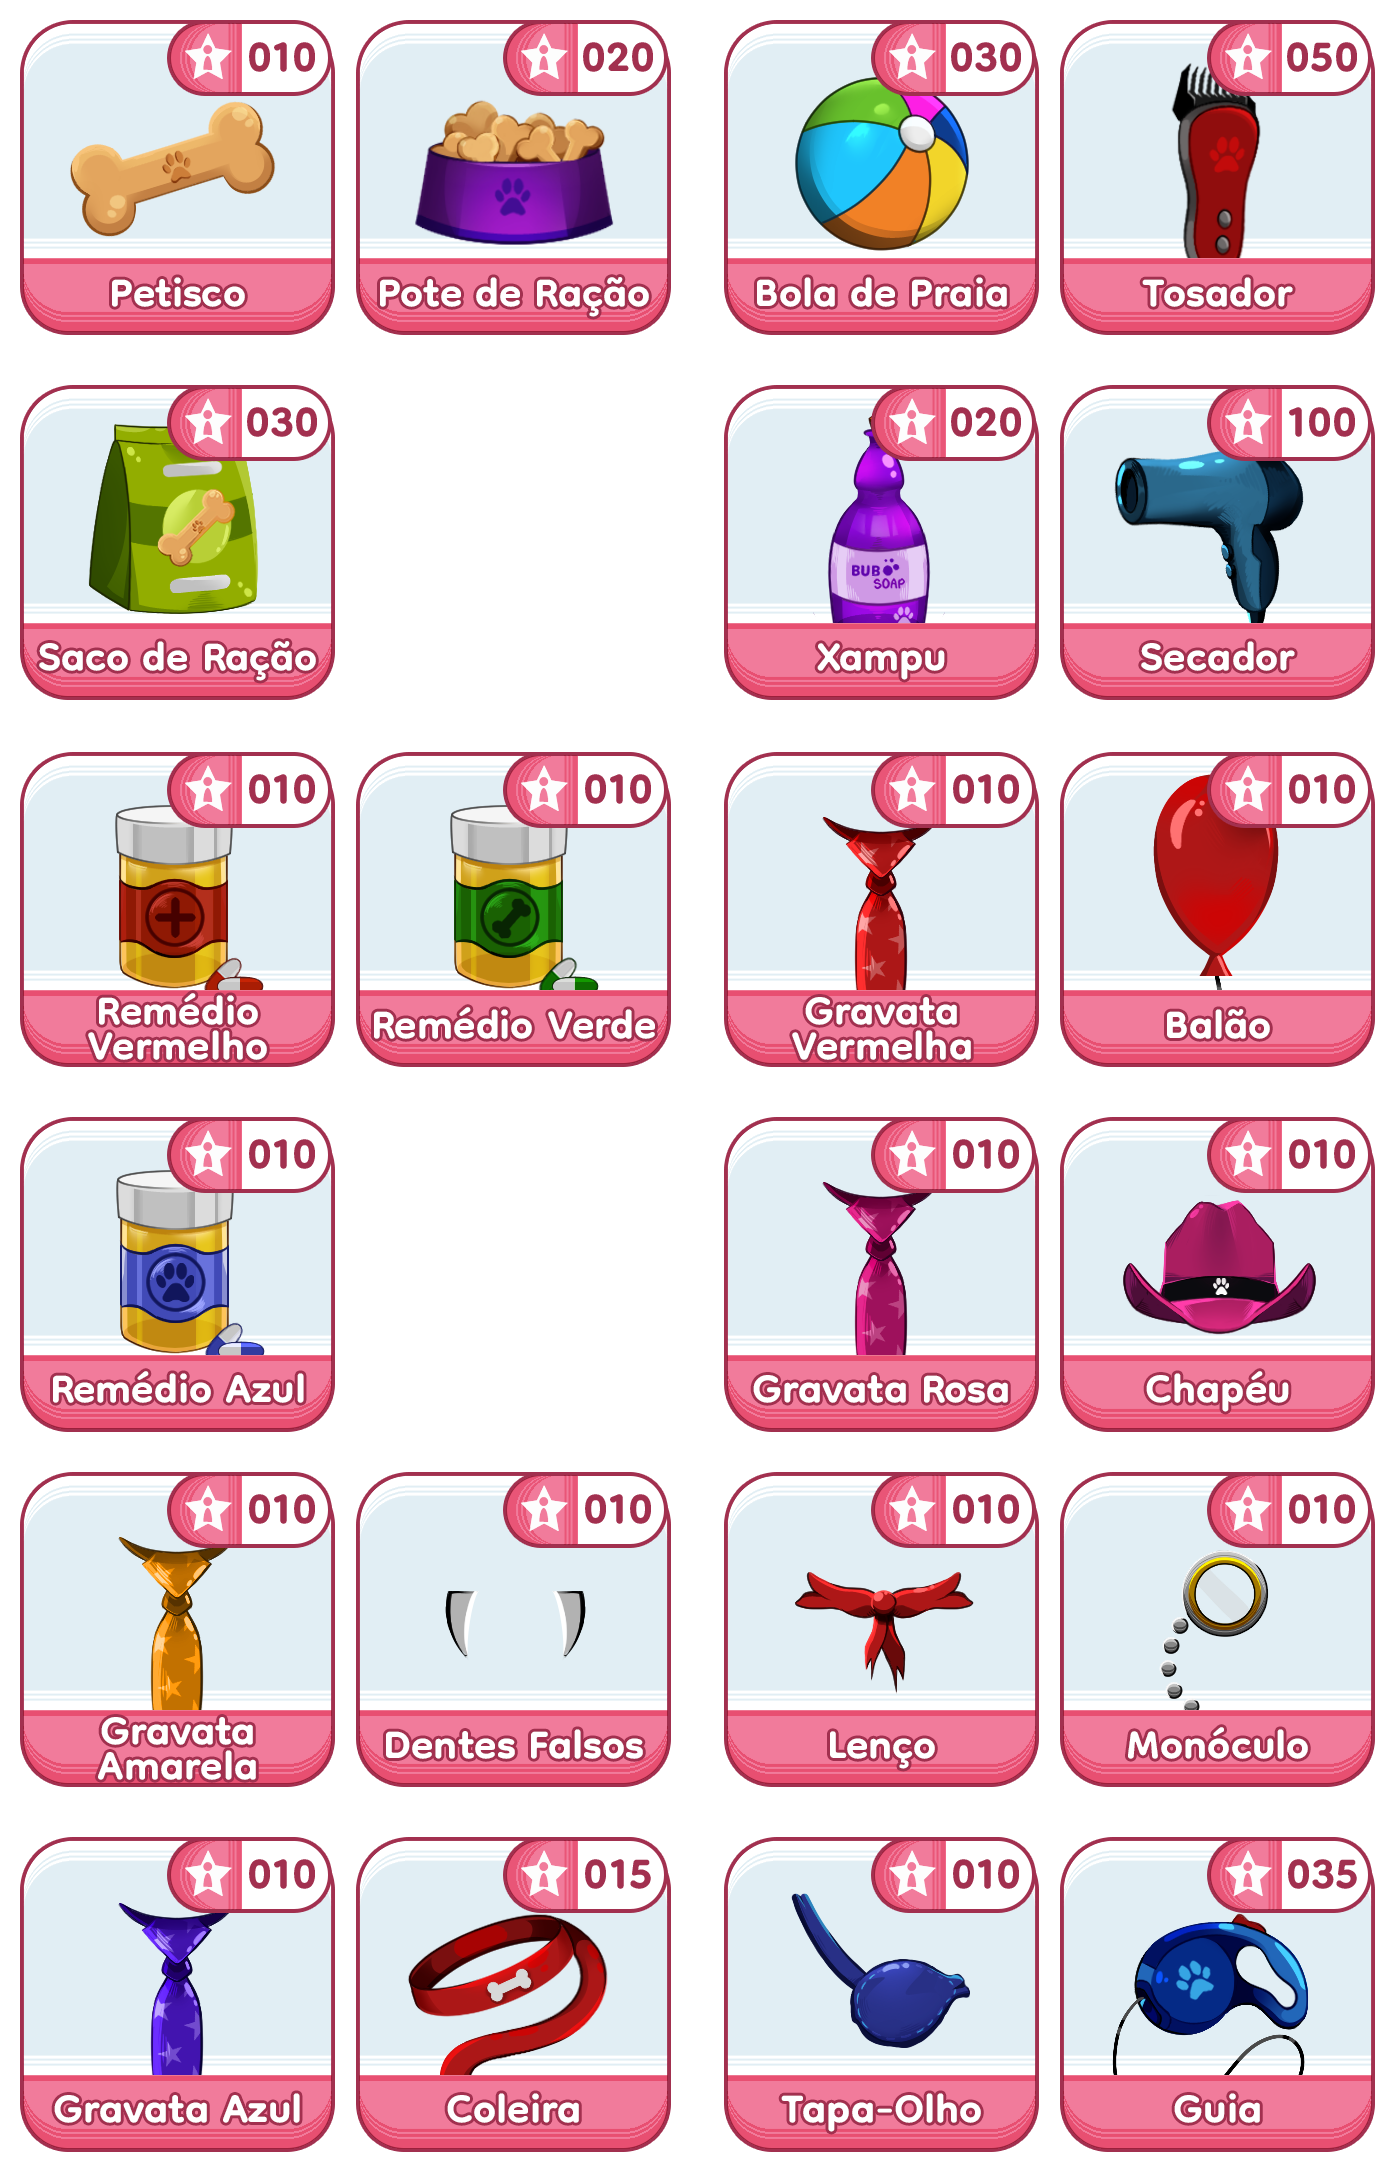 010
Petisco
020
Pote de Ração
030
Bola de Praia
050
Tosador
030
Saco de Ração
020
BUB
SOAP
Xampu
100
Secador
010
Remédio
Vermelho
010
Remédio Verde
010
Gravata
Vermelha
010
Balão
010
Remédio Azul
010
Gravata Rosa
010
Chapéu
010
Gravata
Amarela
010
Dentes Falsos
010
Lenço
010
Monóculo
010
Gravata Azul
015
Coleira
010
Tapa-Olho
035
Guia